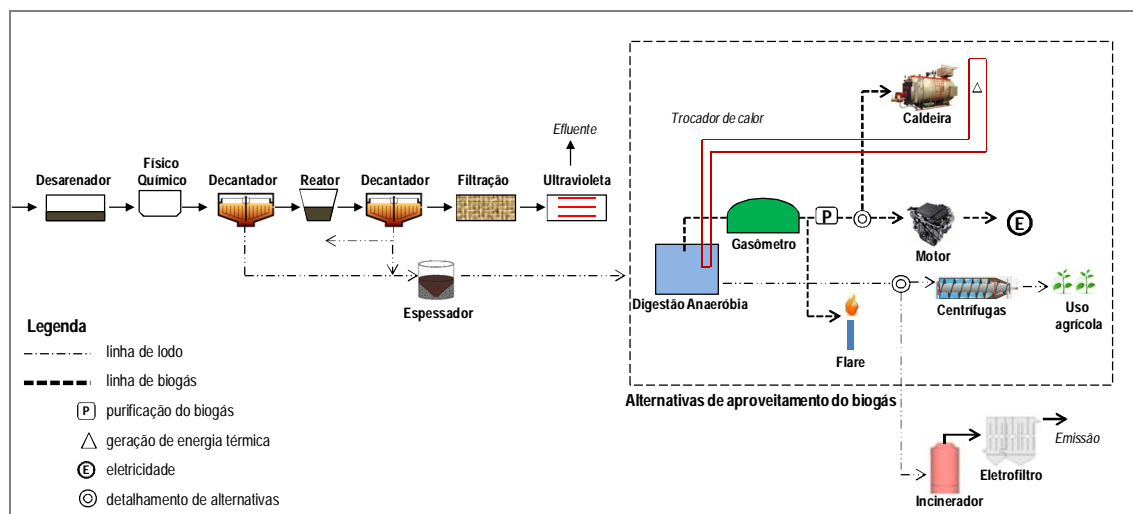 Desarenador
Físico
Químico
Decantador
Reator
Decantador
Filtração
Ultravioleta
Efluente
Espessador
Trocador de calor
Caldeira
Gasômetro
P
Motor
E
Digestão Anaeróbia
Flare
Centrífugas
Uso
agrícola
Alternativas de aproveitamento do biogás
Incinerador
Eletrofiltro
Emissão
Legenda
linha de lodo
linha de biogás
P purificação do biogás
geração de energia térmica
E eletricidade
detalhamento de alternativas